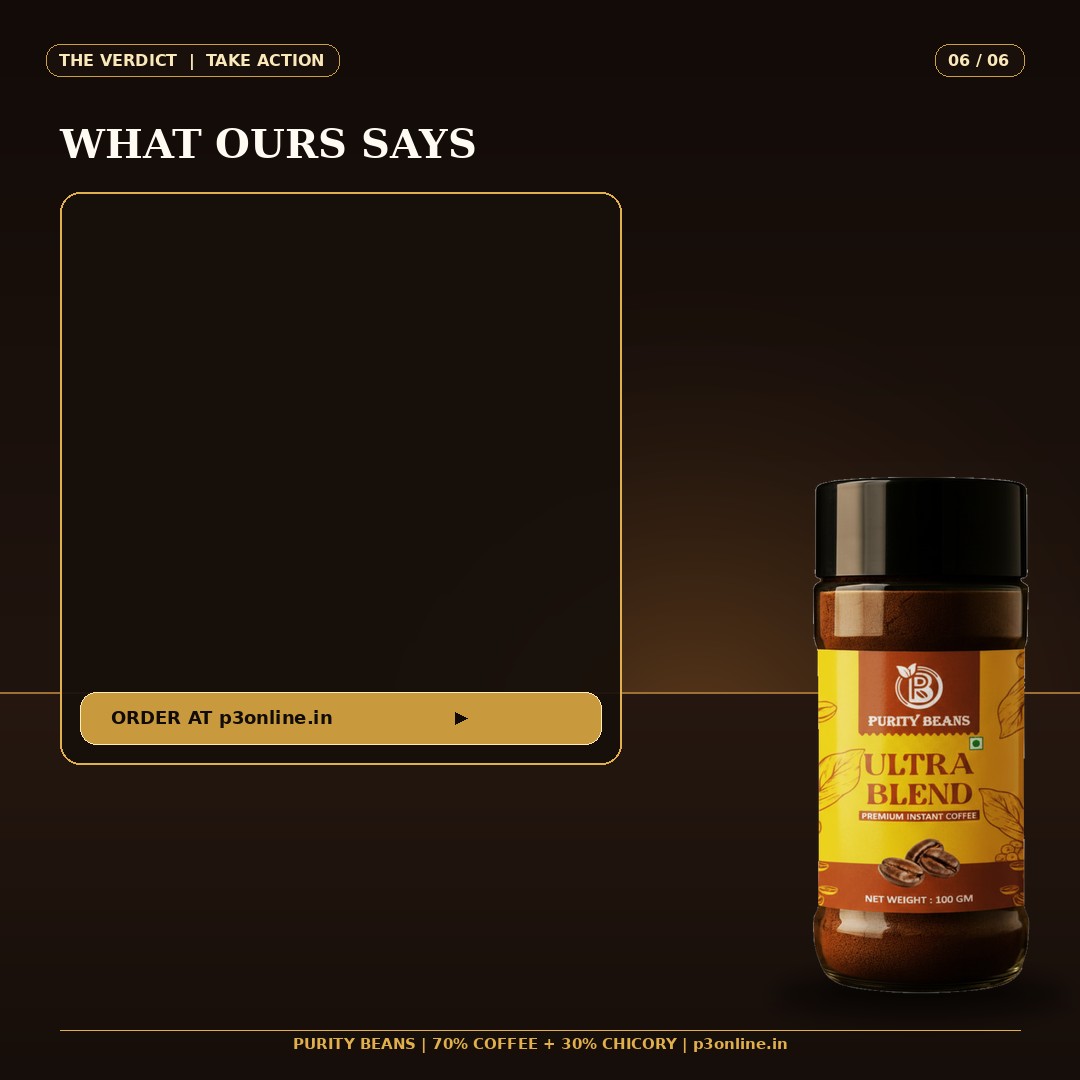 THE VERDICT | TAKE ACTION
06 / 06
WHAT OURS SAYS
ORDER AT p3online.in ►
PURITY BEANS
ULTRA
BLEND
PREMIUM INSTANT COFFEE
NET WEIGHT : 100 GM
PURITY BEANS | 70% COFFEE + 30% CHICORY | p3online.in